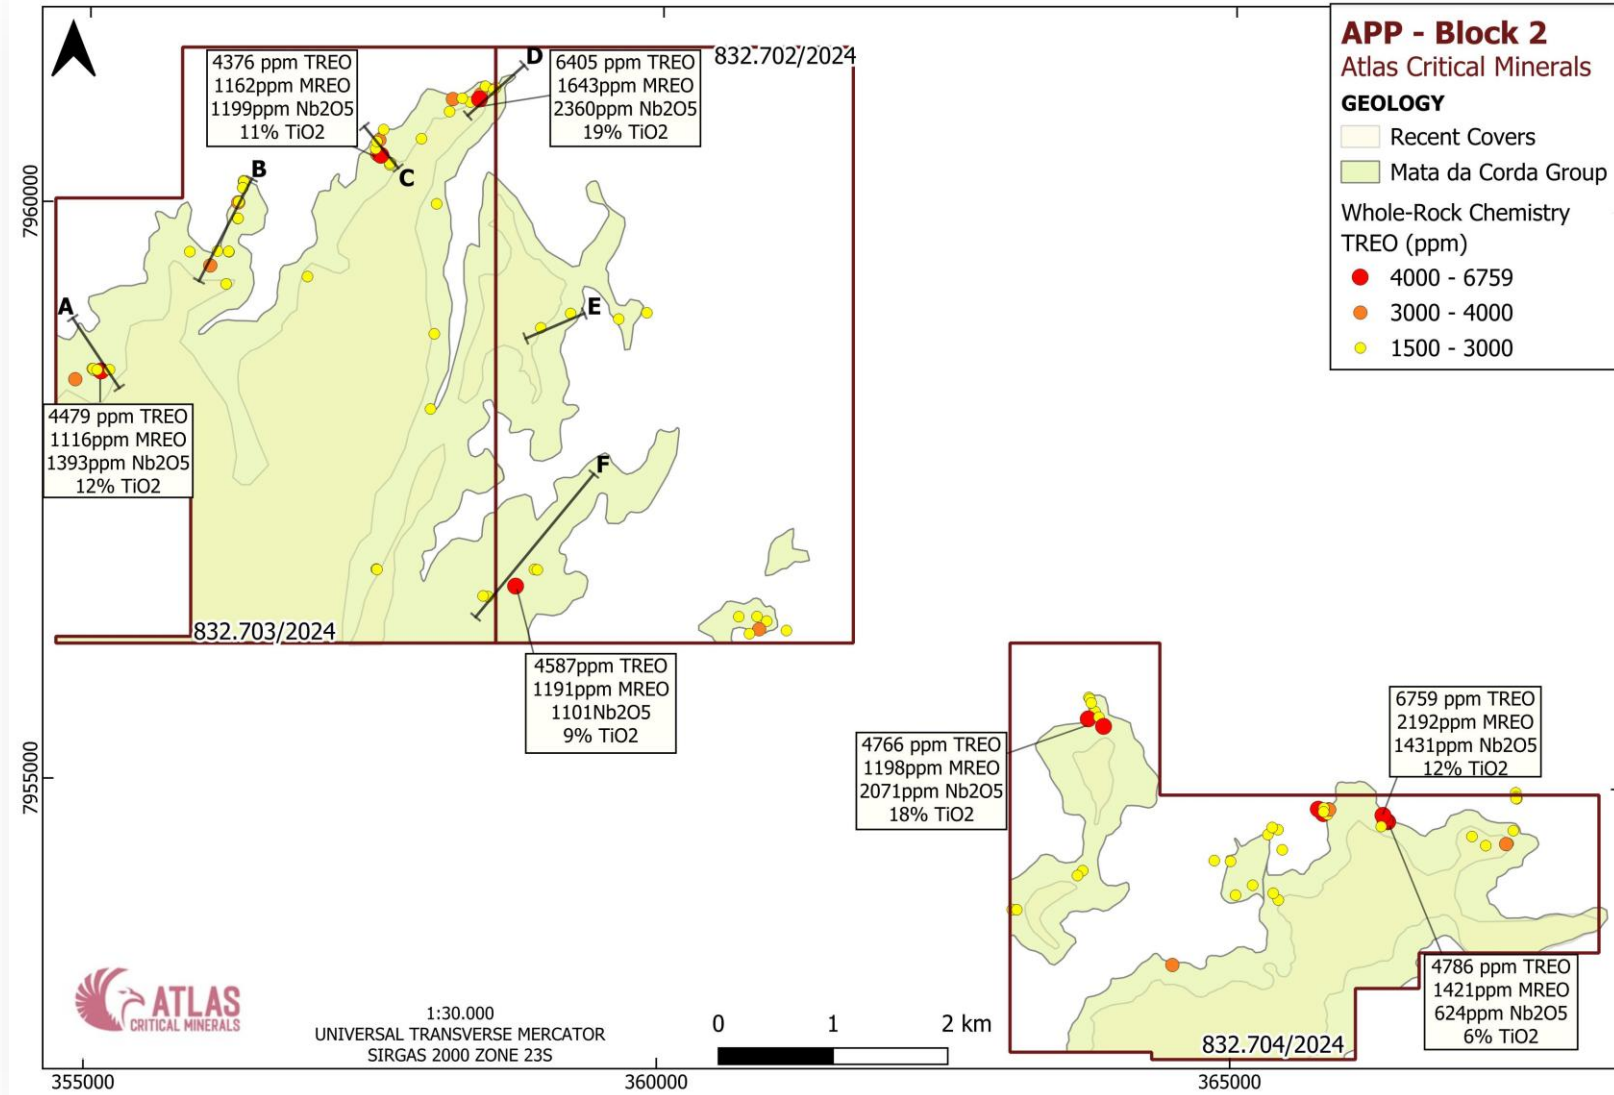 APP - Block 2
Atlas Critical Minerals
GEOLOGY
Recent Covers
Mata da Corda Group
Whole-Rock Chemistry
TREO (ppm)
4000 - 6759
3000 - 4000
1500 - 3000
832.702/2024
4376 ppm TREO
1162ppm MREO
1199ppm Nb2O5
11% TiO2
D
6405 ppm TREO
1643ppm MREO
2360ppm Nb2O5
19% TiO2
B
C
7960000
A
E
4479 ppm TREO
1116ppm MREO
1393ppm Nb2O5
12% TiO2
F
832.703/2024
4587ppm TREO
1191ppm MREO
1101Nb2O5
9% TiO2
7955000
4766 ppm TREO
1198ppm MREO
2071ppm Nb2O5
18% TiO2
6759 ppm TREO
2192ppm MREO
1431ppm Nb2O5
12% TiO2
4786 ppm TREO
1421ppm MREO
624ppm Nb2O5
6% TiO2
832.704/2024
ATLAS
CRITICAL MINERALS
1:30.000
UNIVERSAL TRANSVERSE MERCATOR
SIRGAS 2000 ZONE 23S
0 1 2 km
355000 360000 365000